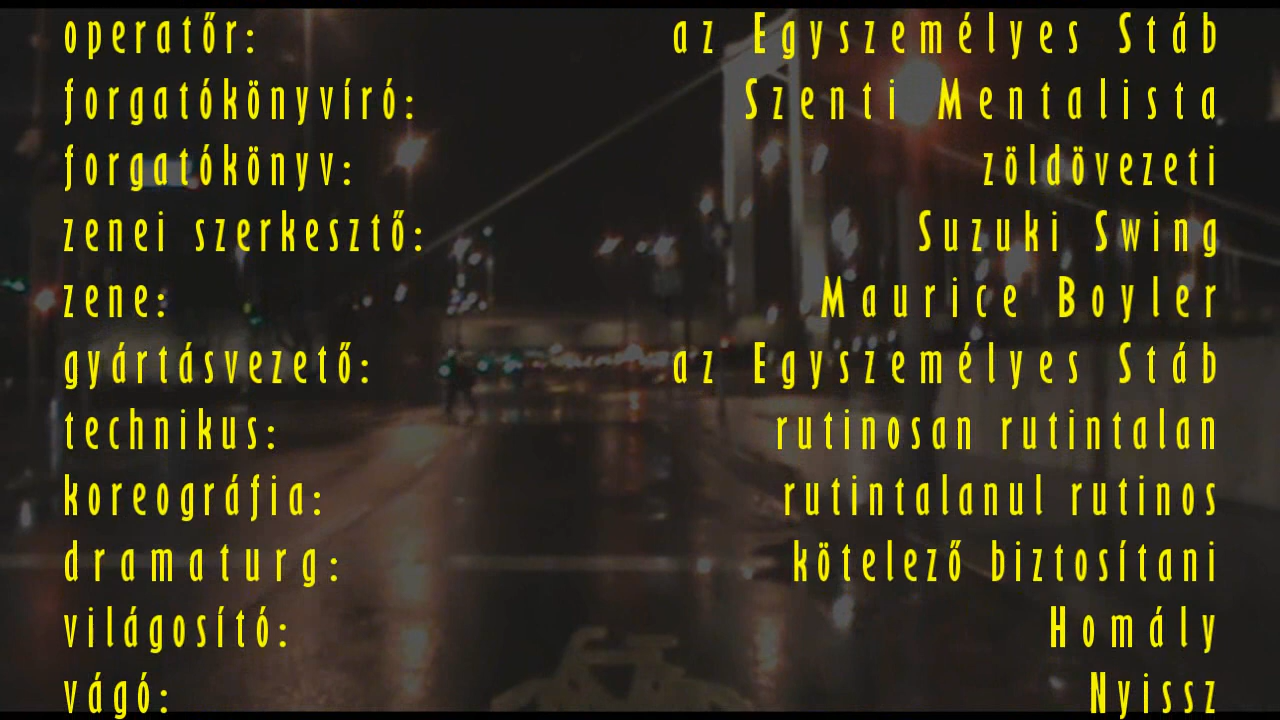 operatőr: az Egyszemélyes Stáb
forgatókönyvíró: Szenti Mentalista
forgatókönyv: zöldövezeti
zenei szerkesztő: Suzuki Swing
zene: Maurice Boyler
gyártásvezető: az Egyszemélyes Stáb
technikus: rutinosan rutintalan
koreográfia: rutintalanul rutinos
dramaturg: kötelező biztosítani
világosító: Homály
vágó: Nyissz